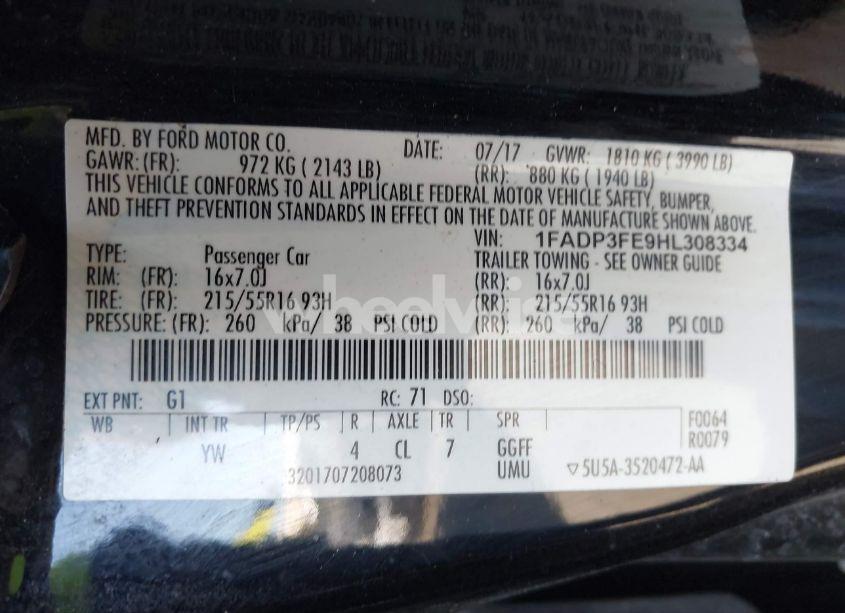 MFD. BY FORD MOTOR CO. DATE: 07/17 GVWR: 1810 KG ( 3990 LB)
GAWR: (FR): 972 KG ( 2143 LB) (RR): 880 KG ( 1940 LB)
THIS VEHICLE CONFORMS TO ALL APPLICABLE FEDERAL MOTOR VEHICLE SAFETY, BUMPER,
AND THEFT PREVENTION STANDARDS IN EFFECT ON THE DATE OF MANUFACTURE SHOWN ABOVE.
VIN: 1FADP3FE9HL308334
TYPE: Passenger Car TRAILER TOWING - SEE OWNER GUIDE
RIM: (FR): 16x7.0J (RR): 16x7.0J
TIRE: (FR): 215/55R16 93H (RR): 215/55R16 93H
PRESSURE: (FR): 260 kPa/ 38 PSI COLD (RR): 260 kPa/ 38 PSI COLD
EXT PNT: G1 RC: 71 DSO:
WB INT TR TP/PS R AXLE TR SPR F0064
R0079
YW 4 CL 7 GGFF
3201707208073 UMU ▽5U5A-3520472-AA